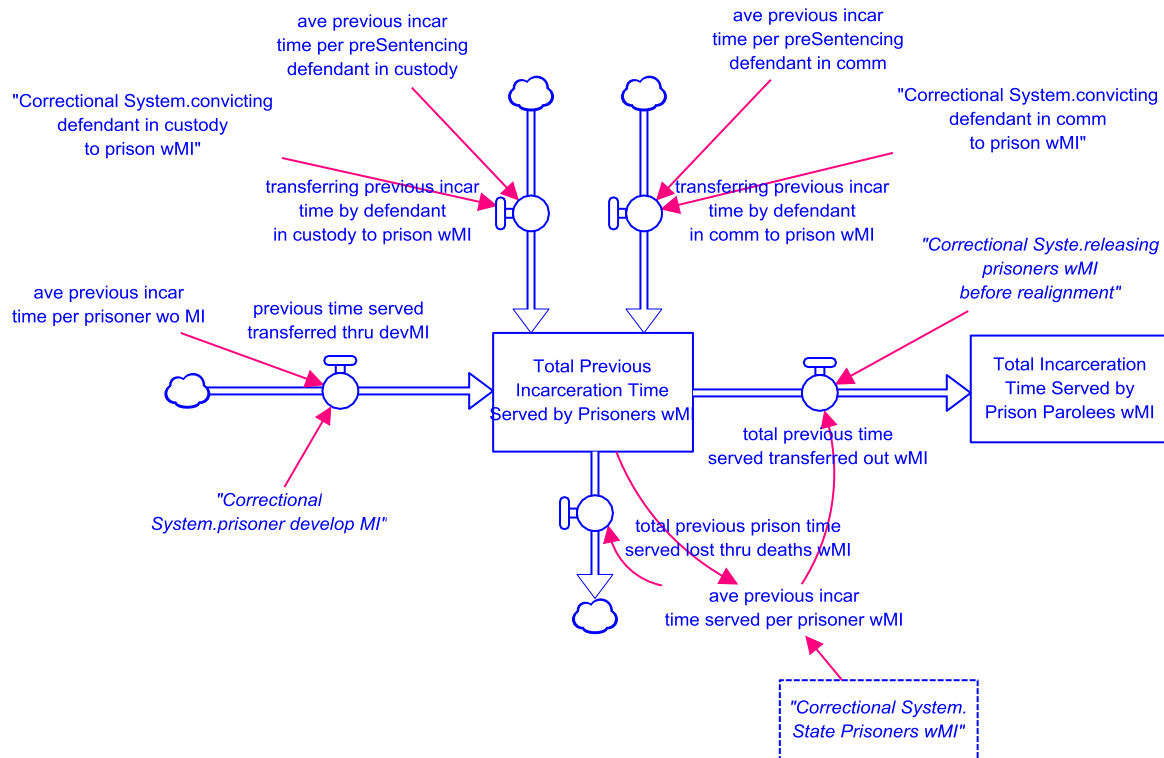 ave previous incar
time per preSentencing
defendant in custody
ave previous incar
time per preSentencing
defendant in comm
"Correctional System.convicting
defendant in custody
to prison wMI"
"Correctional System.convicting
defendant in comm
to prison wMI"
transferring previous incar
time by defendant
in custody to prison wMI
transferring previous incar
time by defendant
in comm to prison wMI
"Correctional Syste.releasing
prisoners wMI
before realignment"
ave previous incar
time per prisoner wo MI
previous time served
transferred thru devMI
Total Previous
Incarceration Time
Served by Prisoners wMI
Total Incarceration
Time Served by
Prison Parolees wMI
total previous time
served transferred out wMI
"Correctional
System.prisoner develop MI"
total previous prison time
served lost thru deaths wMI
ave previous incar
time served per prisoner wMI
"Correctional System.
State Prisoners wMI"